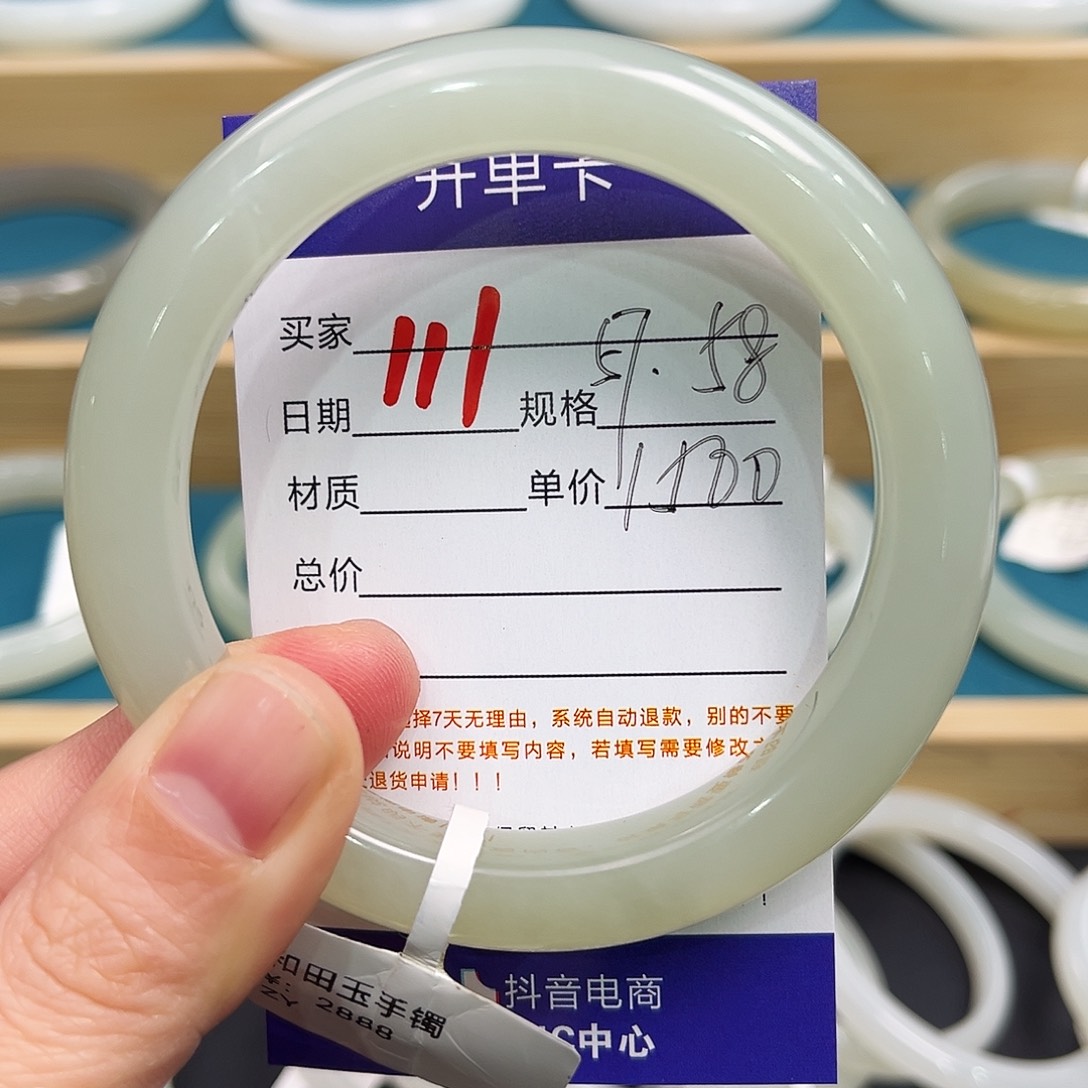 开单卡
买家
111
57.58
日期
规格
材质
单价 1500
总价
择7天无理由，系统自动退款，别的不要
说明不要填写内容，若填写需要修改
退货申请！！！
！
抖音电商
中心
和田玉手镯
2888